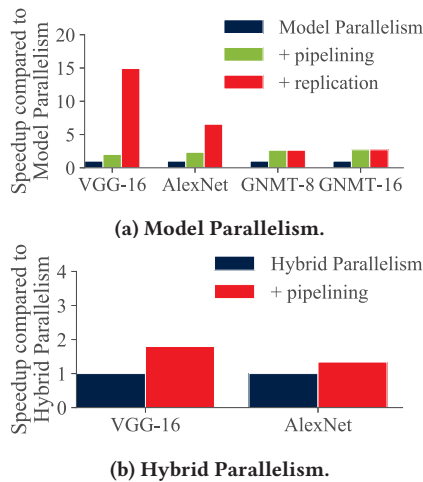 Speedup compared to
Model Parallelism
20
15
10
5
0
Model Parallelism
+ pipelining
+ replication
VGG-16 AlexNet GNMT-8 GNMT-16
(a) Model Parallelism.
Speedup compared to
Hybrid Parallelism
4
3
2
1
0
Hybrid Parallelism
+ pipelining
VGG-16 AlexNet
(b) Hybrid Parallelism.